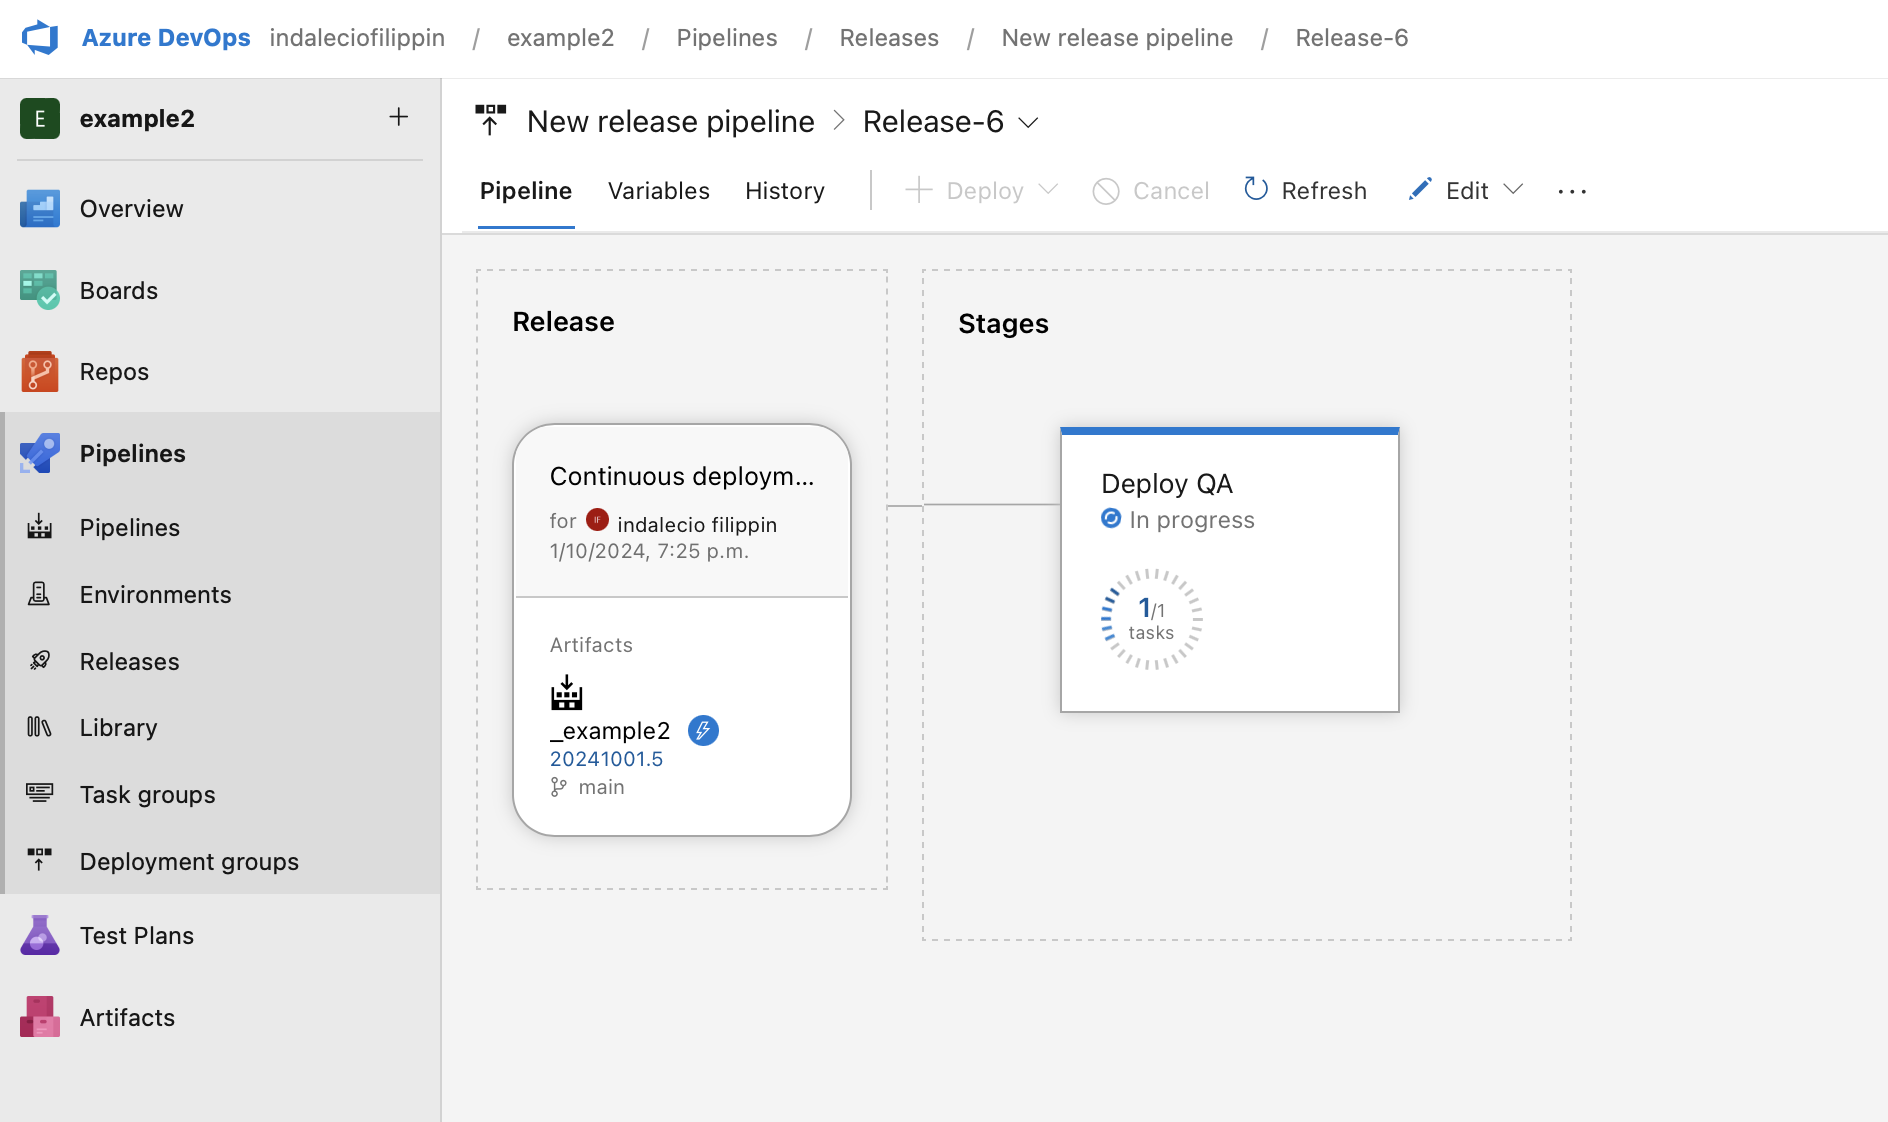 Azure DevOps indaleciofilippin / example2 / Pipelines / Releases / New release pipeline / Release-6
E example2 +
Overview
Boards
Repos
Pipelines
Pipelines
Environments
Releases
Library
Task groups
Deployment groups
Test Plans
Artifacts
New release pipeline > Release-6
Pipeline Variables History Deploy Cancel Refresh Edit ...
Release
Continuous deploym...
for IF indalecio filippin
1/10/2024, 7:25 p.m.
Artifacts
_example2
20241001.5
main
Stages
Deploy QA
In progress
1/1
tasks